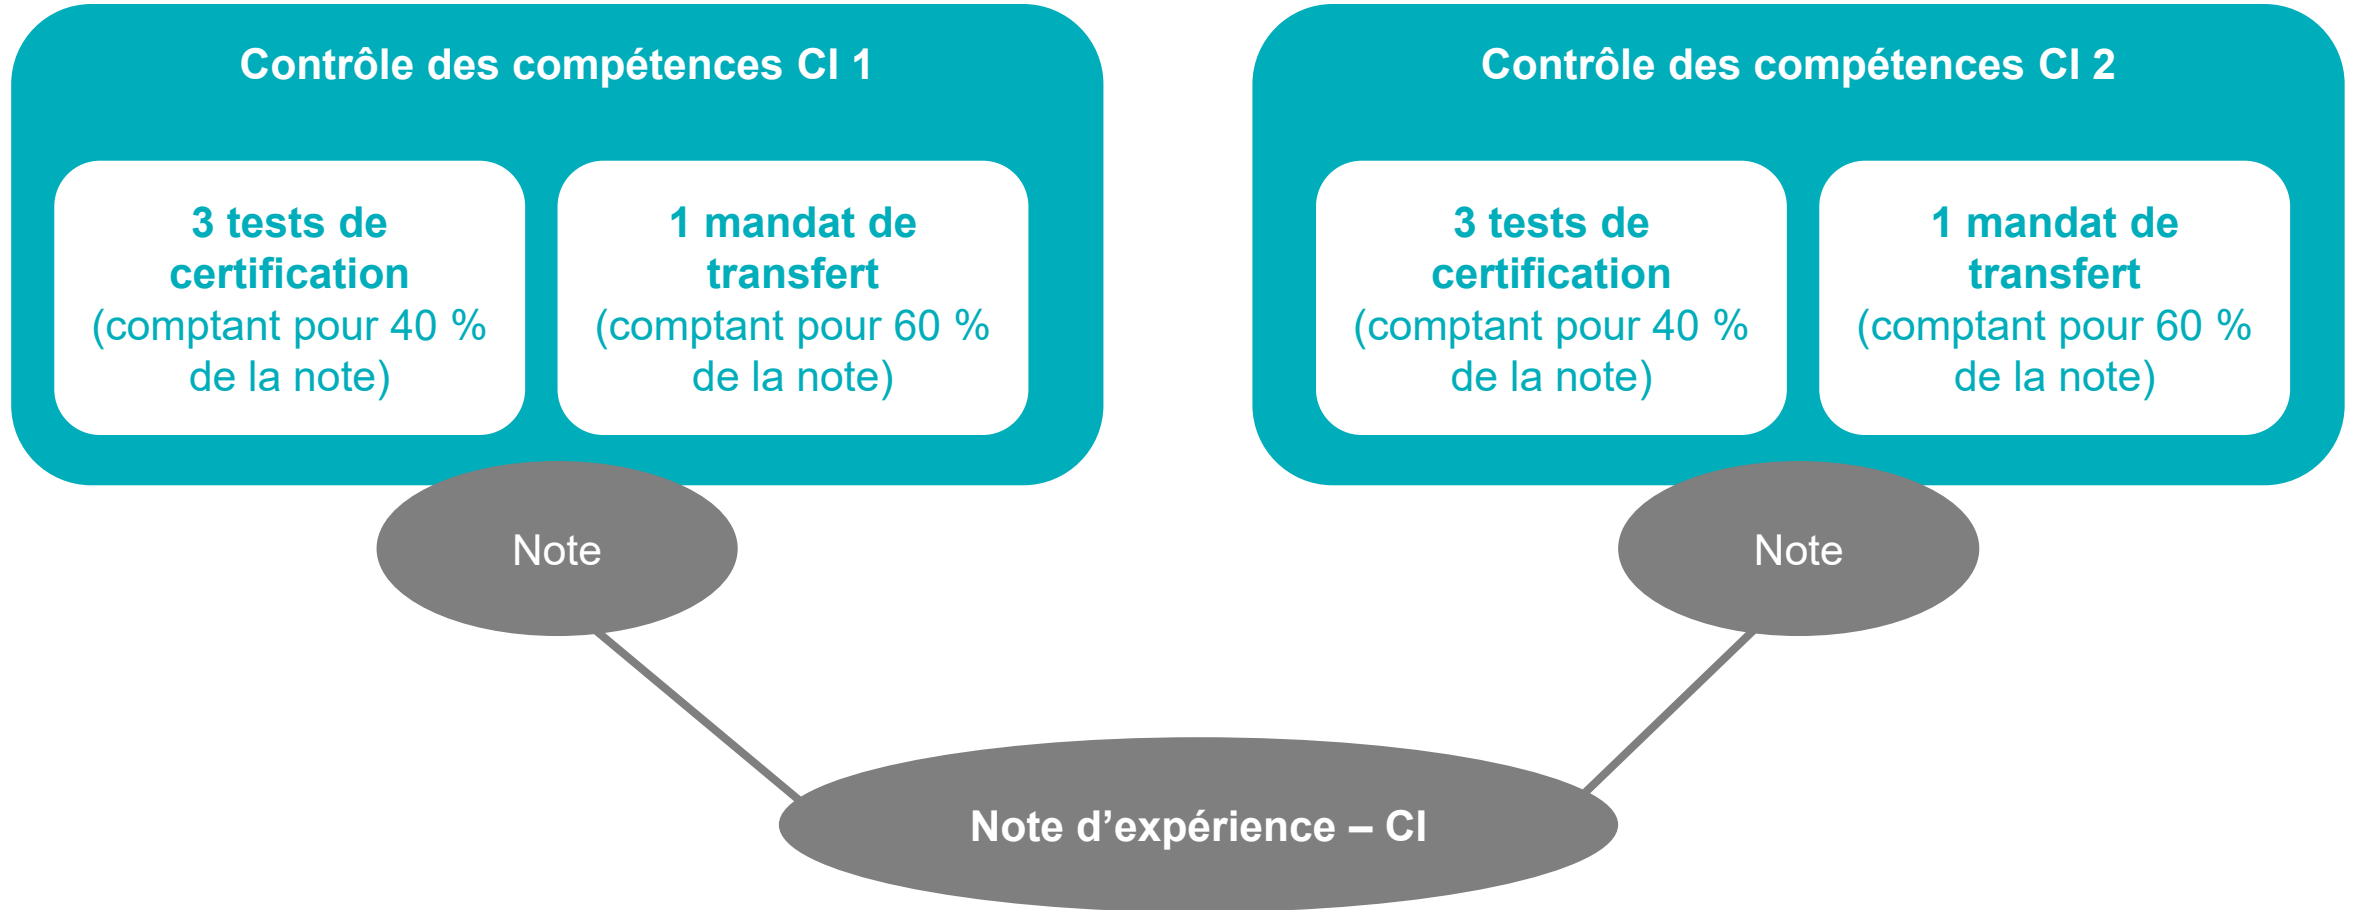 Contrôle des compétences CI 1
3 tests de
certification
(comptant pour 40 %
de la note)
1 mandat de
transfert
(comptant pour 60 %
de la note)
Note
Contrôle des compétences CI 2
3 tests de
certification
(comptant pour 40 %
de la note)
1 mandat de
transfert
(comptant pour 60 %
de la note)
Note
Note d’expérience – CI